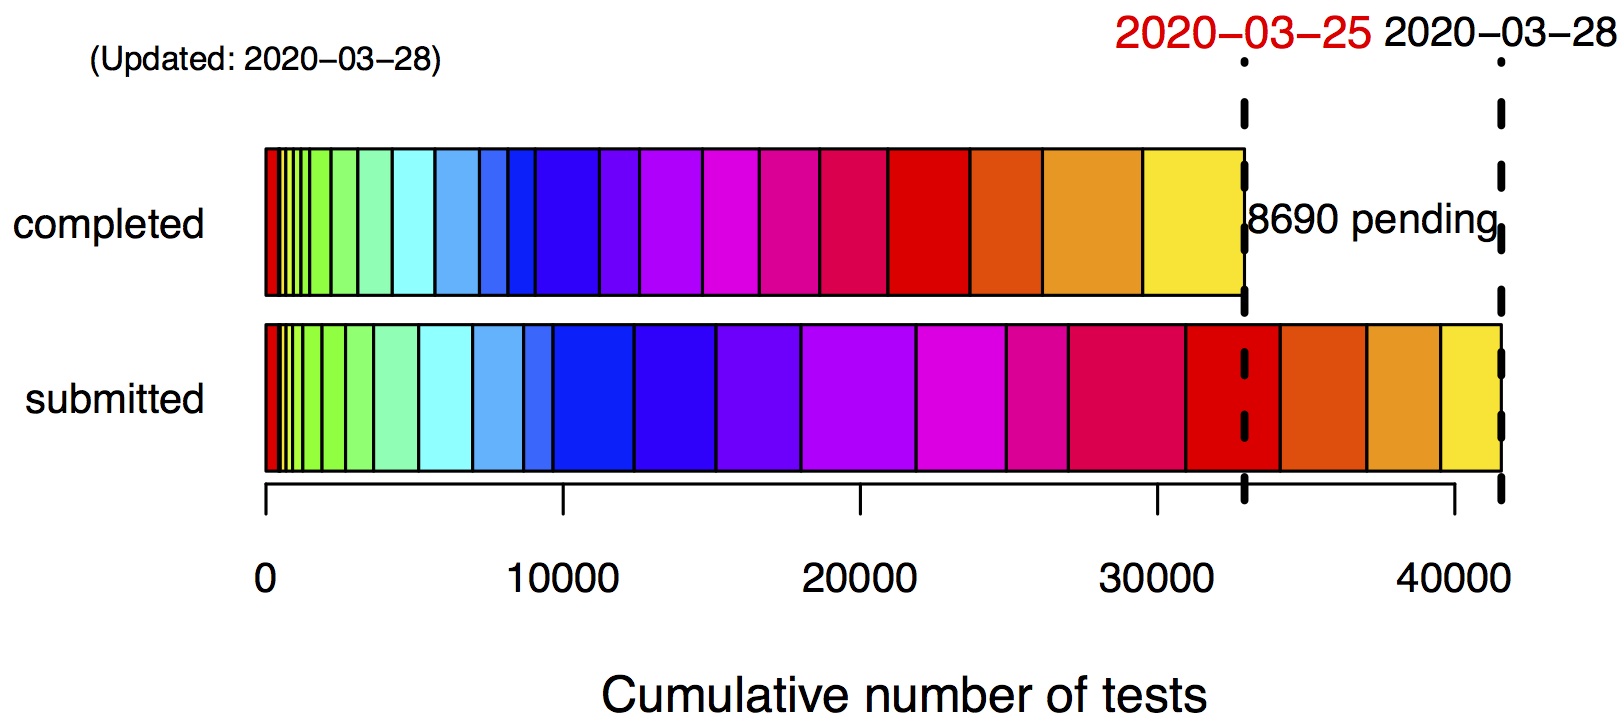 2020−03−25 2020−03−28
(Updated: 2020−03−28)
completed
8690 pending
submitted
0 10000 20000 30000 40000
Cumulative number of tests